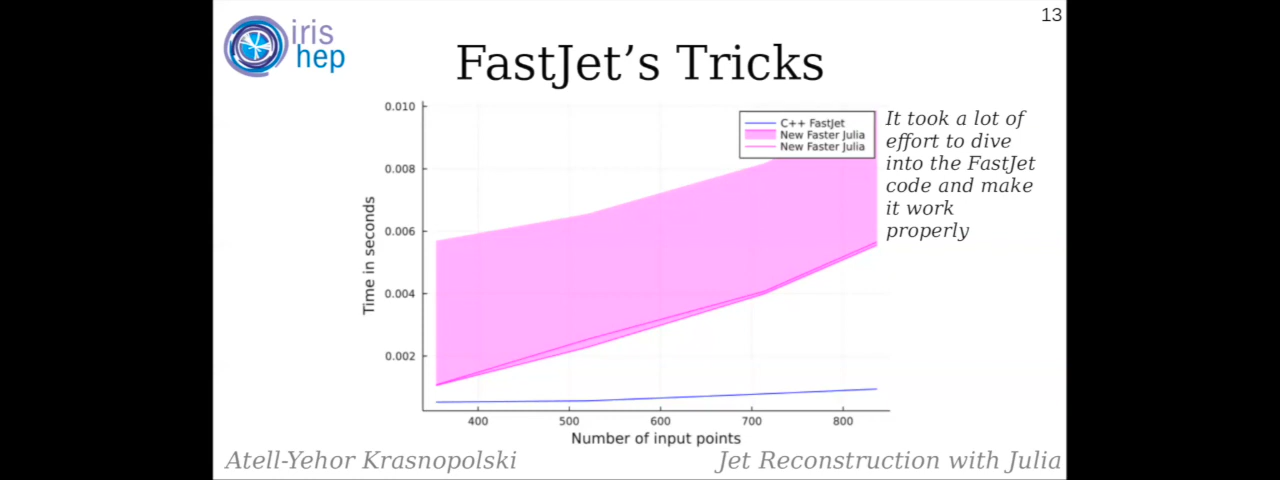 13
iris
hep
FastJet's Tricks
0.010
0.008
0.006
0.004
0.002
Time in seconds
C++ FastJet
New Faster Julia
New Faster Julia
400 500 600 700 800
Number of input points
It took a lot of
effort to dive
into the FastJet
code and make
it work
properly
Atell-Yehor Krasnopolski
Jet Reconstruction with Julia